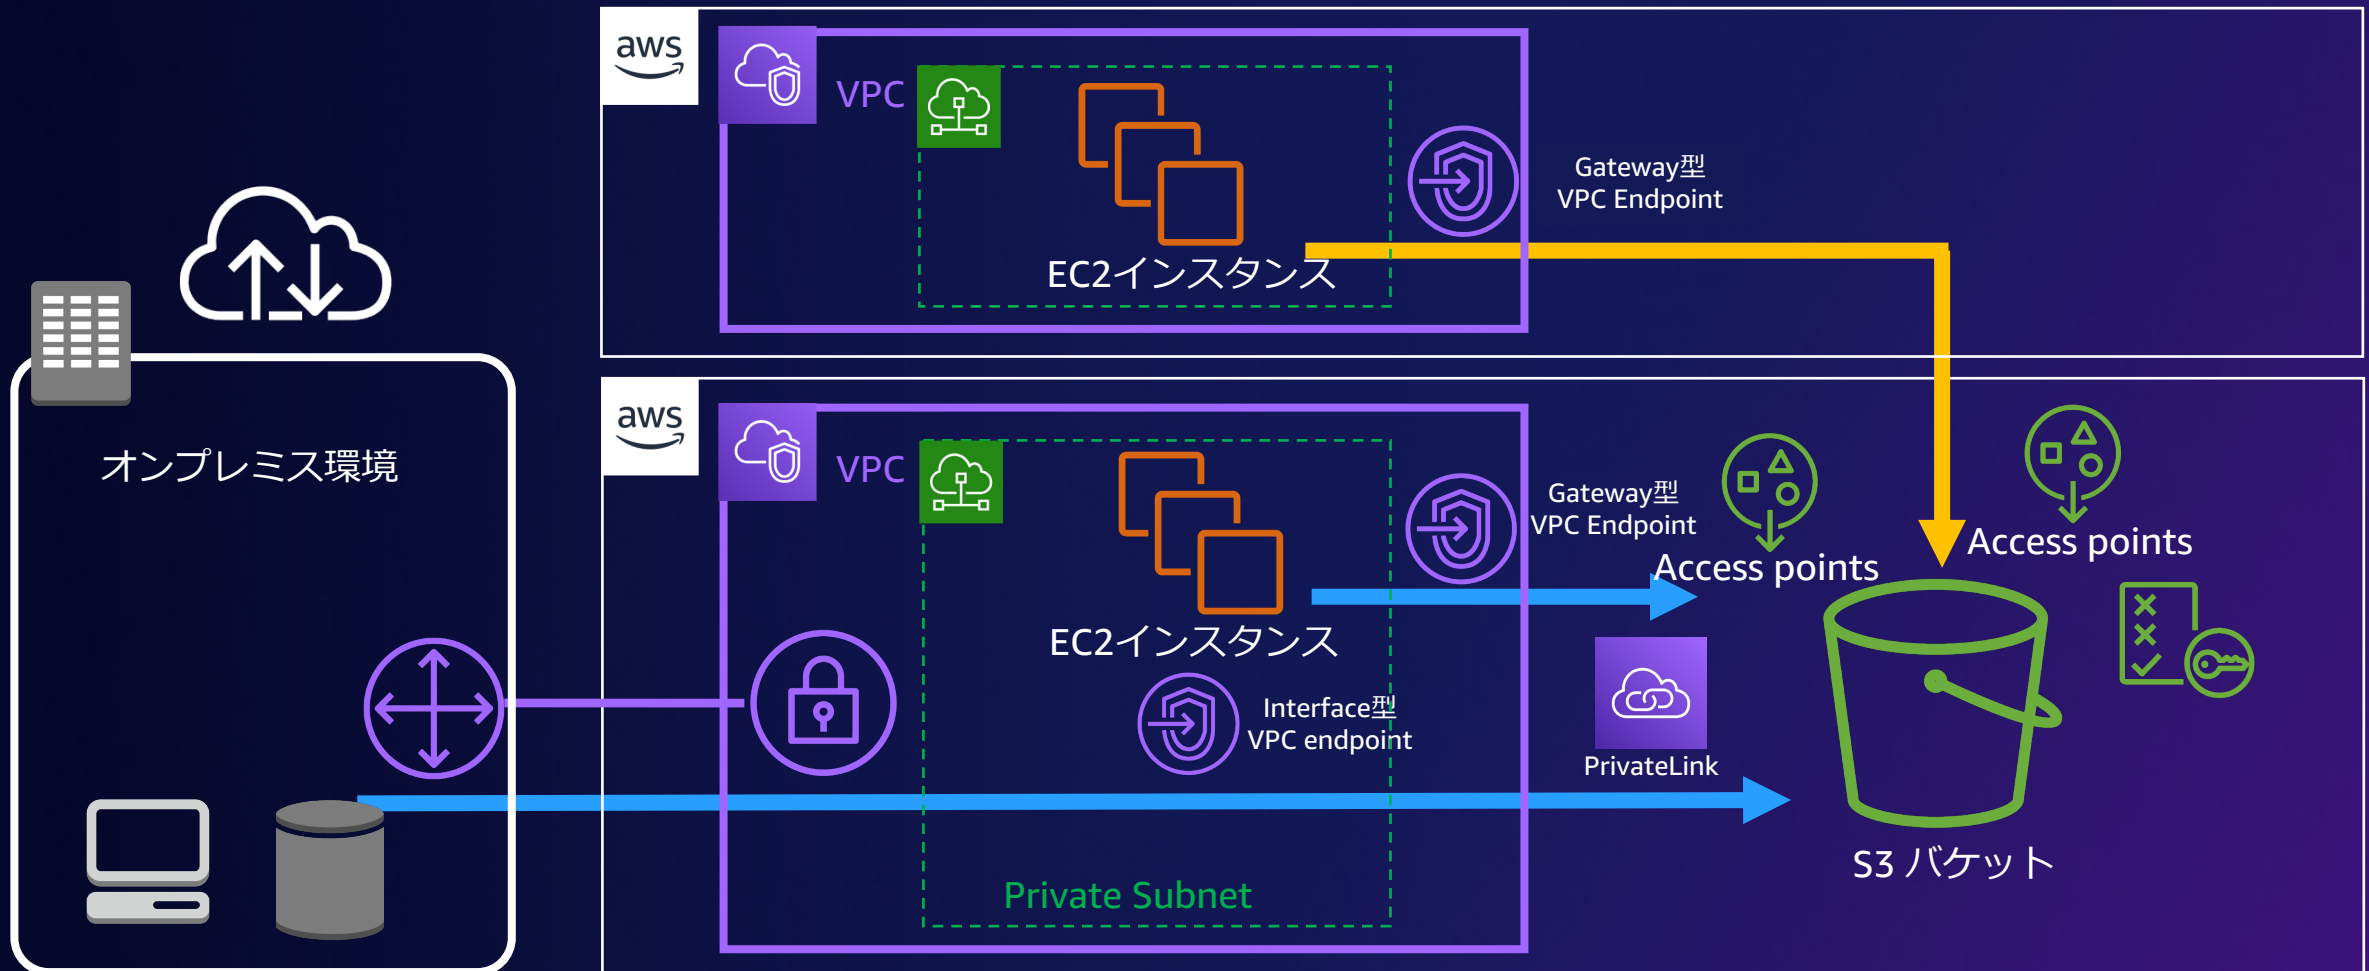 aws
VPC
EC2インスタンス
Gateway型
VPC Endpoint
オンプレミス環境
aws
VPC
EC2インスタンス
Gateway型
VPC Endpoint
Access points
Access points
Interface型
VPC endpoint
PrivateLink
Private Subnet
S3 バケット